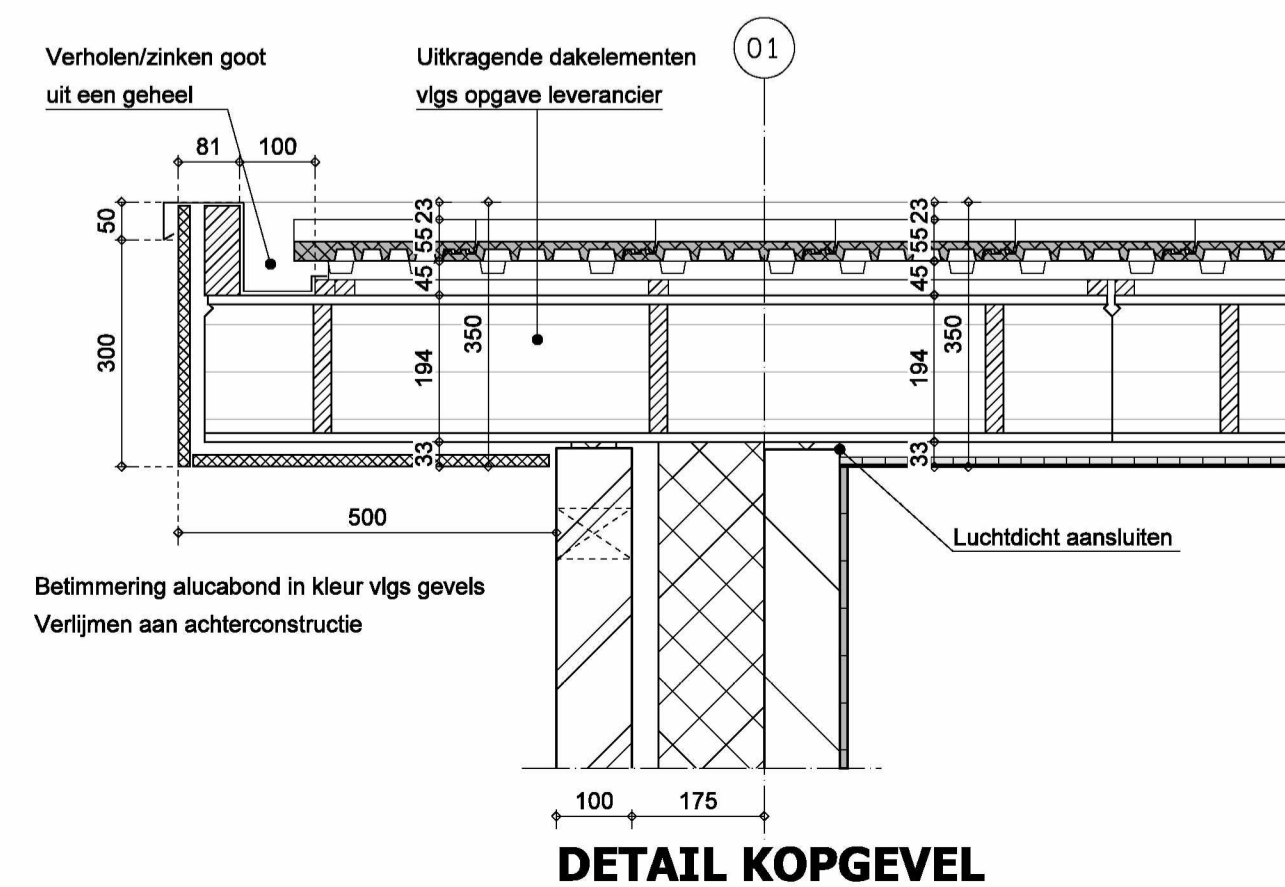 Verholen/zinken goot
uit een geheel
Uitkragende dakelementen
vlgs opgave leverancier
01
81
100
50
300
23
55
45
350
194
33
23
55
45
350
194
33
500
Luchtdicht aansluiten
Betimmering alucabond in kleur vlgs gevels
Verlijmen aan achterconstructie
100
175
DETAIL KOPGEVEL